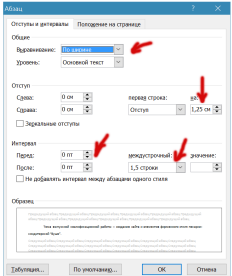 Абзац
Отступы и интервалы Положение на странице
Общие
Выравнивание: По ширине
Уровень: Основной текст
Отступ
Слева: 0 см первая строка: на:
Справа: 0 см Отступ 1,25 см
Зеркальные отступы
Интервал
Перед: 0 пт междустрочный: значение:
После: 0 пт 1,5 строки
Не добавлять интервал между абзацами одного стиля
Образец
Табуляция... По умолчанию... ОК Отмена